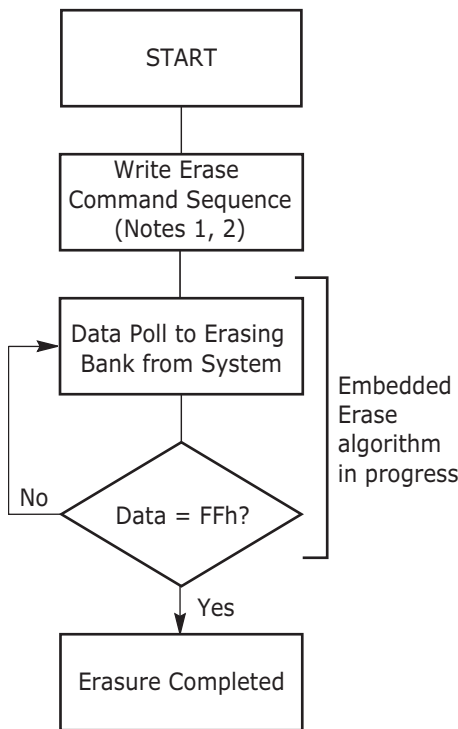 START
Write Erase
Command Sequence
(Notes 1, 2)
Data Poll to Erasing
Bank from System
Embedded
Erase
algorithm
in progress
No
Data = FFh?
Yes
Erasure Completed